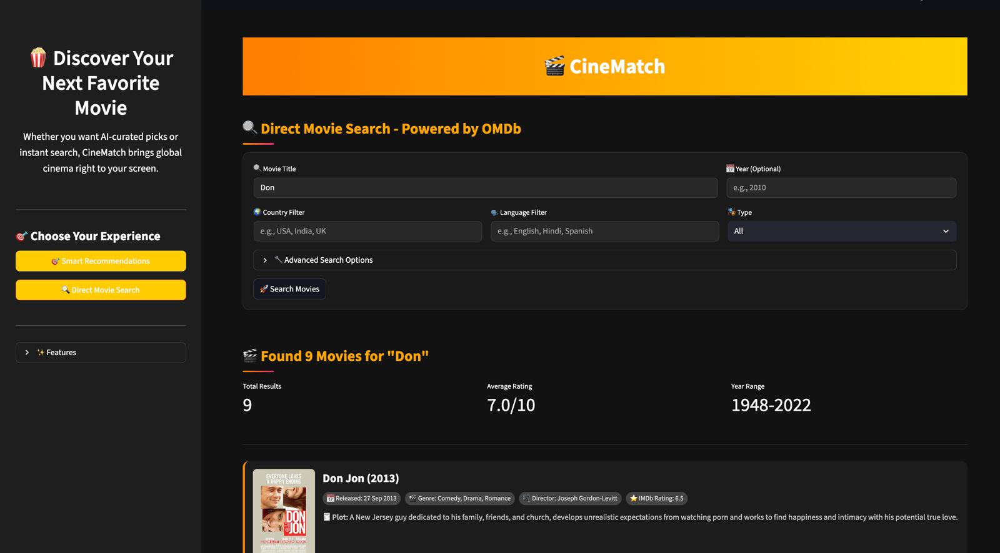 Discover Your
Next Favorite
Movie
Whether you want AI-curated picks or
instant search, CineMatch brings global
cinema right to your screen.
Choose Your Experience
Smart Recommendations
Direct Movie Search
Features
CineMatch
Direct Movie Search - Powered by OMDb
Movie Title
Year (Optional)
Don
e.g., 2010
Country Filter
Language Filter
Type
e.g., USA, India, UK
e.g., English, Hindi, Spanish
All
Advanced Search Options
Search Movies
Found 9 Movies for "Don"
Total Results
Average Rating
Year Range
9
7.0/10
1948-2022
EVERYONE LOVES
A HAPPY ENDING
DON
JON
Don Jon (2013)
Released: 27 Sep 2013
Genre: Comedy, Drama, Romance
Director: Joseph Gordon-Levitt
IMDb Rating: 6.5
Plot: A New Jersey guy dedicated to his family, friends, and church, develops unrealistic expectations from watching porn and works to find happiness and intimacy with his potential true love.